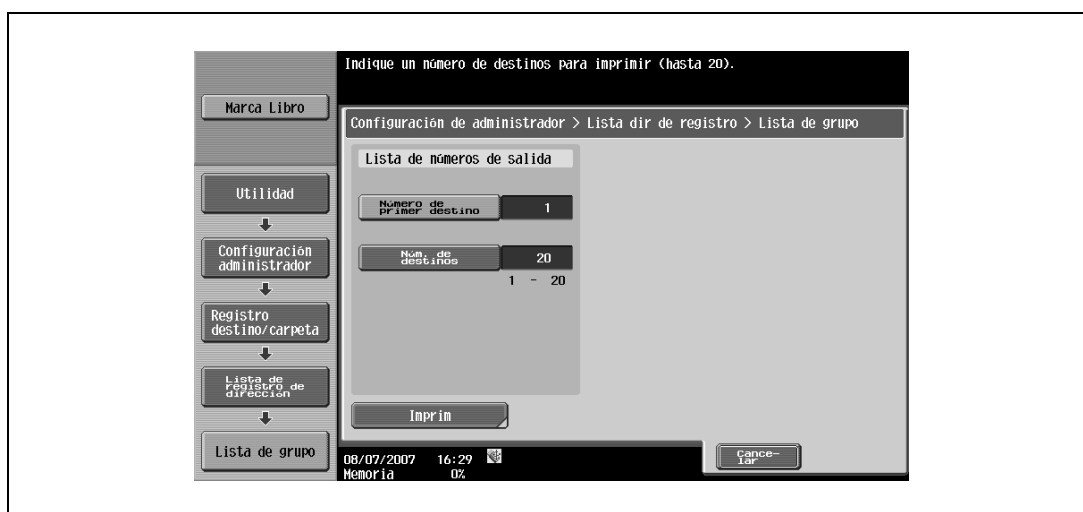 Indique un número de destinos para imprimir (hasta 20).
Marca Libro
Configuración de administrador > Lista dir de registro > Lista de grupo
Lista de números de salida
Utilidad
Número de
primer destino
1
Configuración
administrador
Núm. de
destinos
20
1 - 20
Registro
destino/carpeta
Lista de
registro de
dirección
Imprim
Lista de grupo
08/07/2007 16:29
Memoria 0%
Cance-
lar